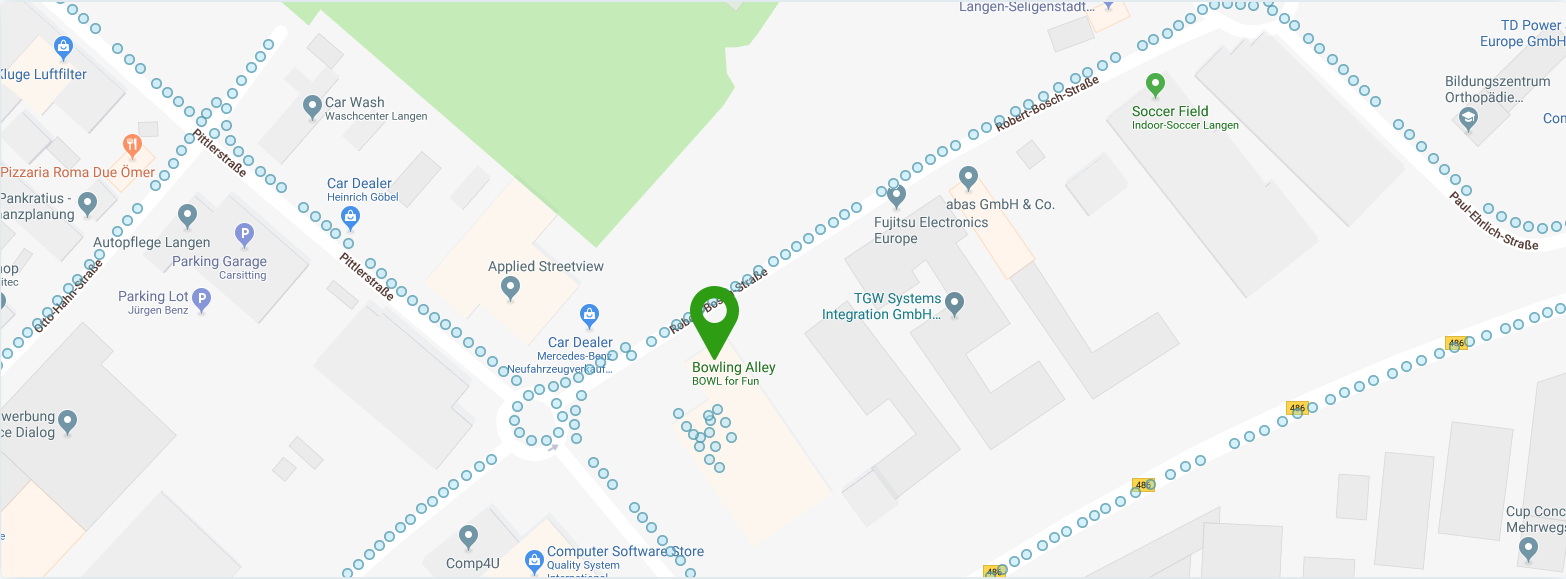 Langen-Seligenstadt...
TD Power
Europe GmbH
Kluge Luftfilter
Bildungszentrum
Orthopädie...
Car Wash
Waschcenter Langen
Robert-Bosch-Straße
Soccer Field
Indoor-Soccer Langen
Con
Pittlerstraße
Pizzaria Roma Due Ömer
Car Dealer
Heinrich Göbel
Pankratius -
anzplanung
abas GmbH & Co.
Paul-Ehrlich-Straße
Fujitsu Electronics
Europe
Autopflege Langen
Parking Garage
Carsitting
Applied Streetview
Pittlerstraße
Otto-Hahn-Straße
hop
itec
Parking Lot
Jürgen Benz
Robert-Bosch-Straße
TGW Systems
Integration GmbH...
Car Dealer
Mercedes-Benz
Neufahrzeugverkauf...
486
Bowling Alley
BOWL for Fun
486
werbung
ce Dialog
486
Cup Conc
Mehrwegs
Comp4U
Computer Software Store
Quality System
International
486